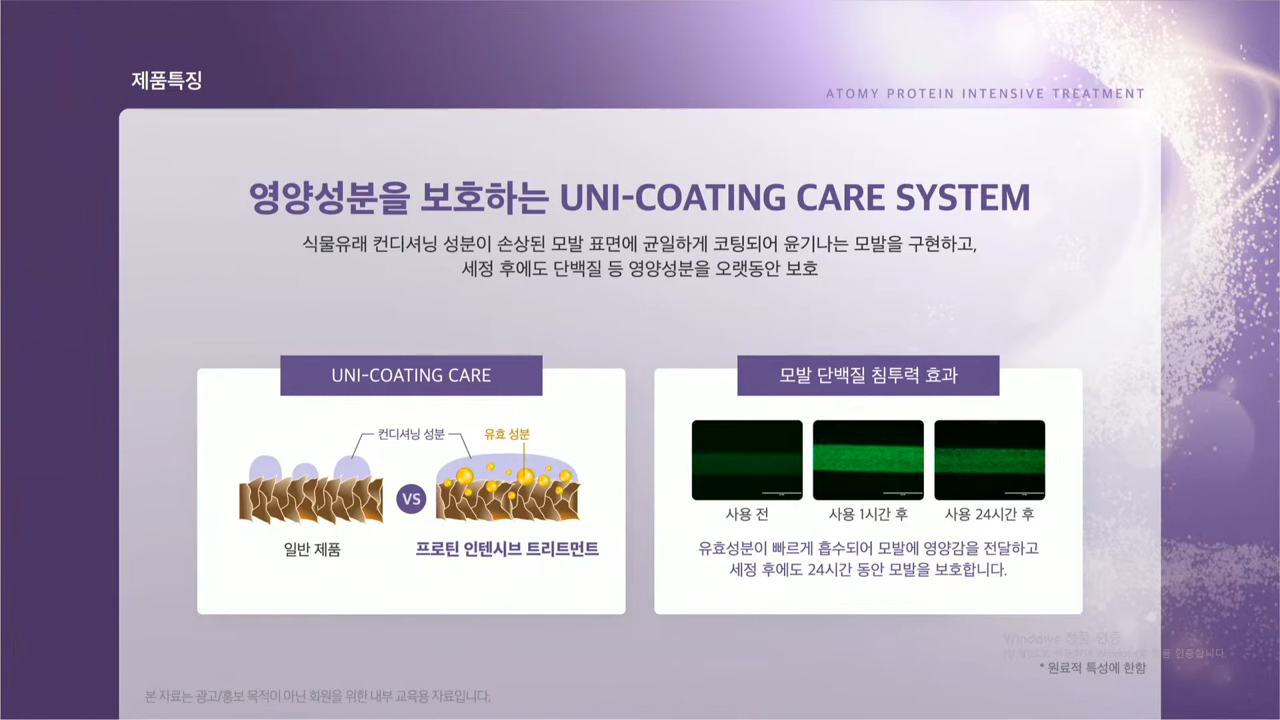 제품특징
ATOMY PROTEIN INTENSIVE TREATMENT
영양성분을 보호하는 UNI-COATING CARE SYSTEM
식물유래 컨디셔닝 성분이 손상된 모발 표면에 균일하게 코팅되어 윤기나는 모발을 구현하고,
세정 후에도 단백질 등 영양성분을 오랫동안 보호
UNI-COATING CARE
컨디셔닝 성분
유효 성분
VS
일반 제품
프로틴 인텐시브 트리트먼트
모발 단백질 침투력 효과
사용 전
사용 1시간 후
사용 24시간 후
유효성분이 빠르게 흡수되어 모발에 영양감을 전달하고
세정 후에도 24시간 동안 모발을 보호합니다.
Windows 정품 인증
인증합니다.
* 원료적 특성에 한함
본 자료는 광고/홍보 목적이 아닌 회원을 위한 내부 교육용 자료입니다.